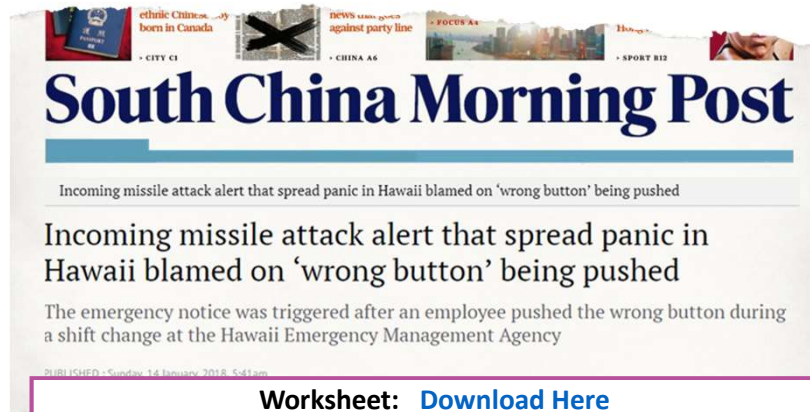 ethnic Chinese
born in Canada
› CITY C1
against party line
› CHINA A6
› FOCUS A4
› SPORT B12
South China Morning Post
Incoming missile attack alert that spread panic in Hawaii blamed on ‘wrong button’ being pushed
Incoming missile attack alert that spread panic in
Hawaii blamed on ‘wrong button’ being pushed
The emergency notice was triggered after an employee pushed the wrong button during
a shift change at the Hawaii Emergency Management Agency
PUBLISHED : Sunday, 14 January, 2018, 5:41am
Worksheet: Download Here